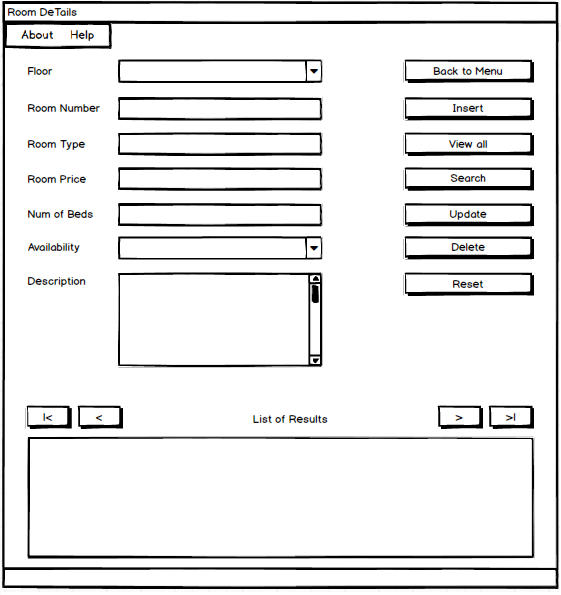 Room DeTails
About Help
Floor
Back to Menu
Room Number
Insert
Room Type
View all
Room Price
Search
Num of Beds
Update
Availability
Delete
Description
Reset
|< < List of Results > >|